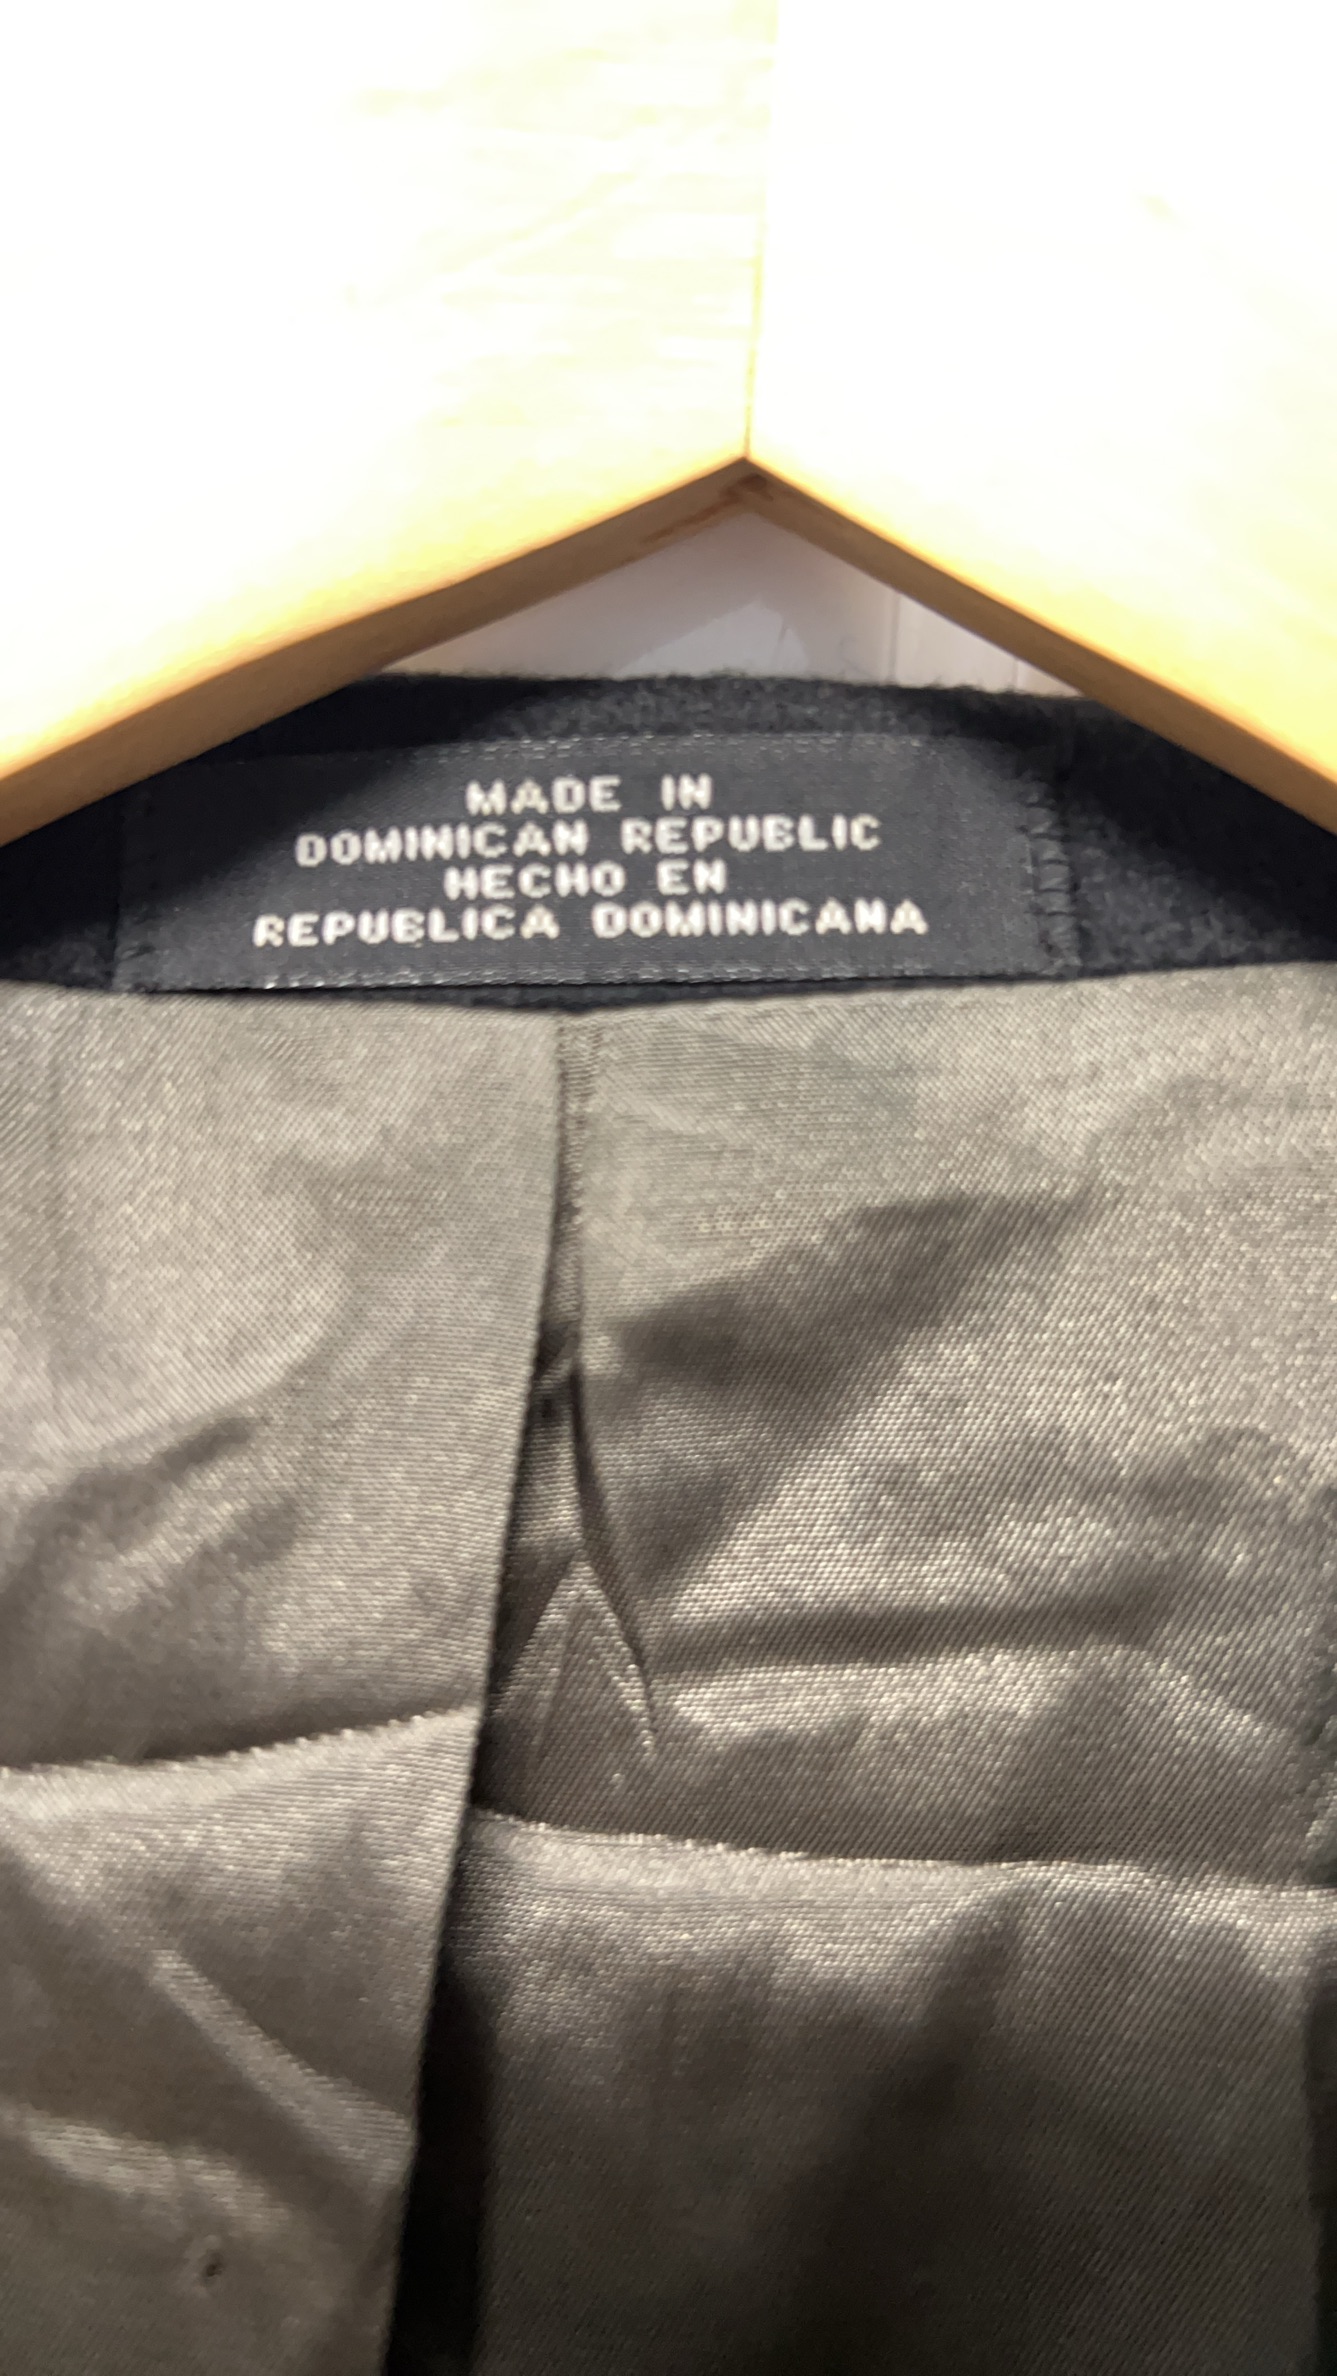 MADE IN
DOMINICAN REPUBLIC
HECHO EN
REPUBLICA DOMINICANA